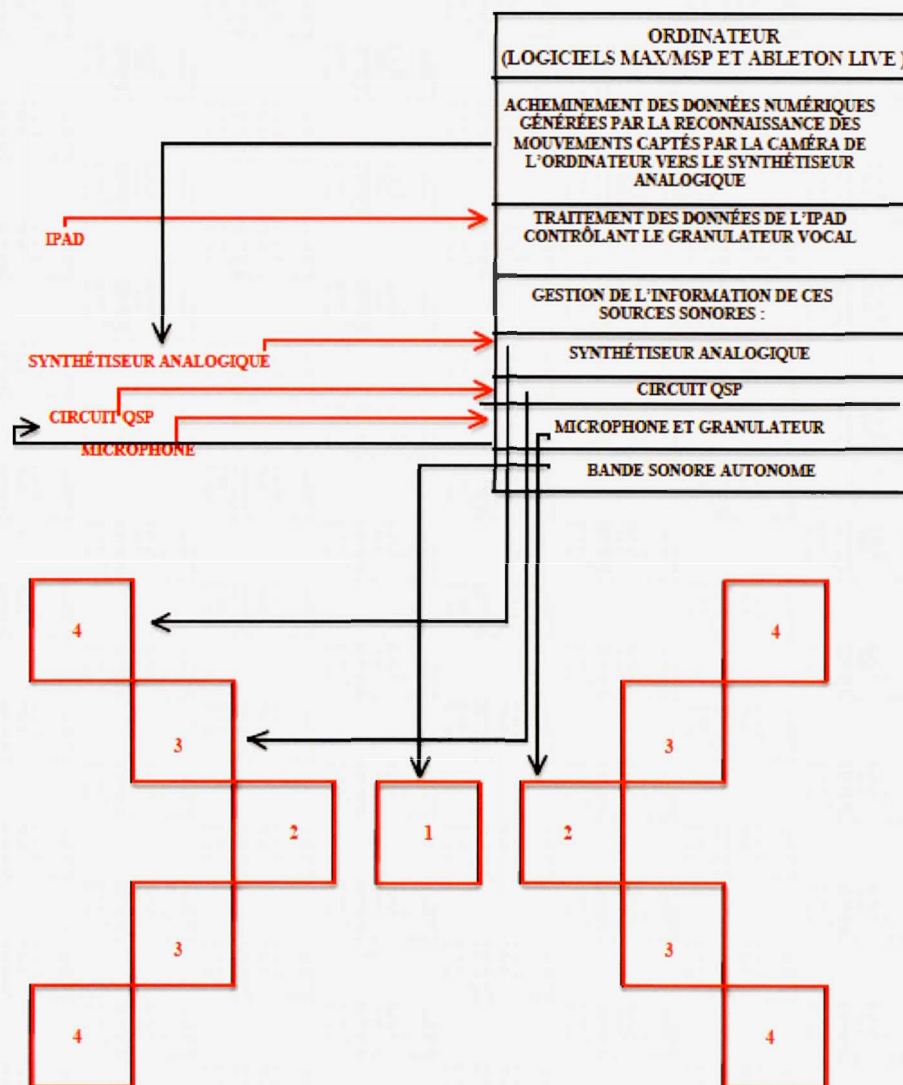 ORDINATEUR
(LOGICIELS MAX/MSP ET ABLETON LIVE )
ACHEMINEMENT DES DONNÉES NUMÉRIQUES
GÉNÉRÉES PAR LA RECONNAISSANCE DES
MOUVEMENTS CAPTÉS PAR LA CAMÉRA DE
L'ORDINATEUR VERS LE SYNTHÉTISEUR
ANALOGIQUE
TRAITEMENT DES DONNÉES DE L'IPAD
CONTRÔLANT LE GRANULATEUR VOCAL
IPAD
GESTION DE L'INFORMATION DE CES
SOURCES SONORES :
SYNTHÉTISEUR ANALOGIQUE
SYNTHÉTISEUR ANALOGIQUE
CIRCUIT QSP
CIRCUIT QSP
MICROPHONE ET GRANULATEUR
MICROPHONE
BANDE SONORE AUTONOME
4 4
3 3
2 1 2
3 3
4 4